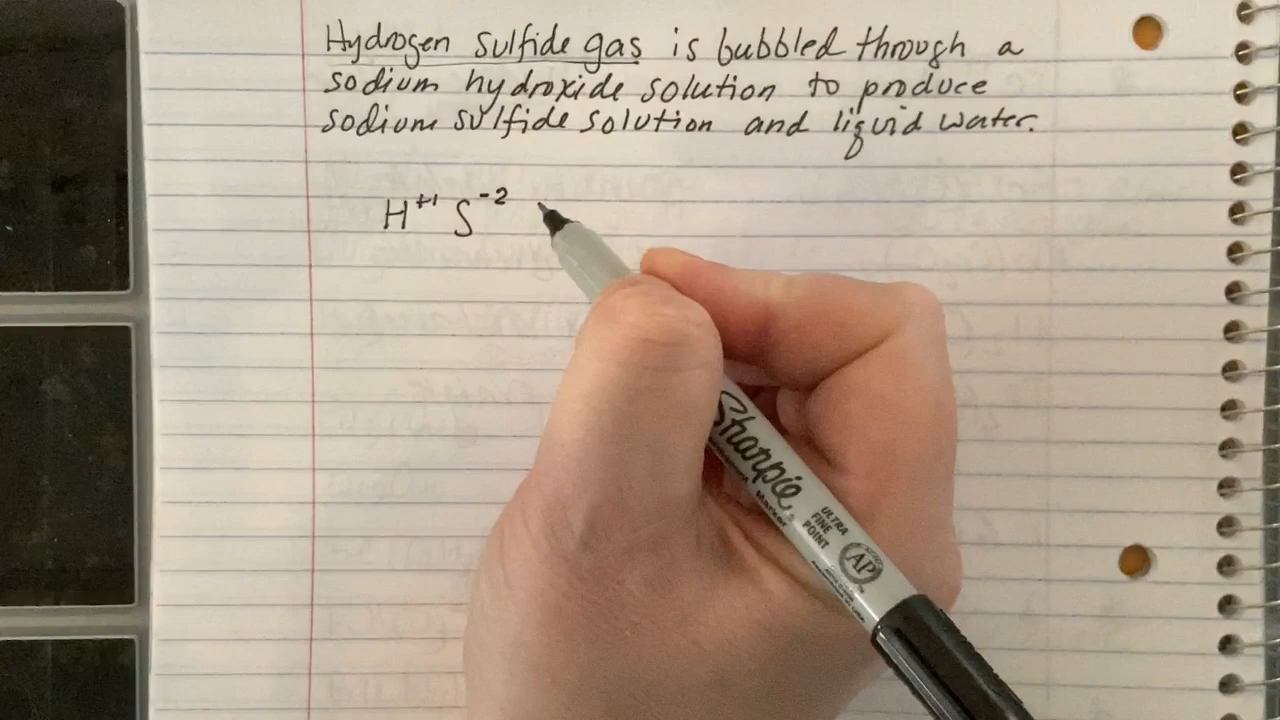 Hydrogen sulfide gas is bubbled through a
sodium hydroxide solution to produce
sodium sulfide solution and liquid water.
H⁺¹ S⁻²
Sharpie
ULTRA
FINE
POINT
AP